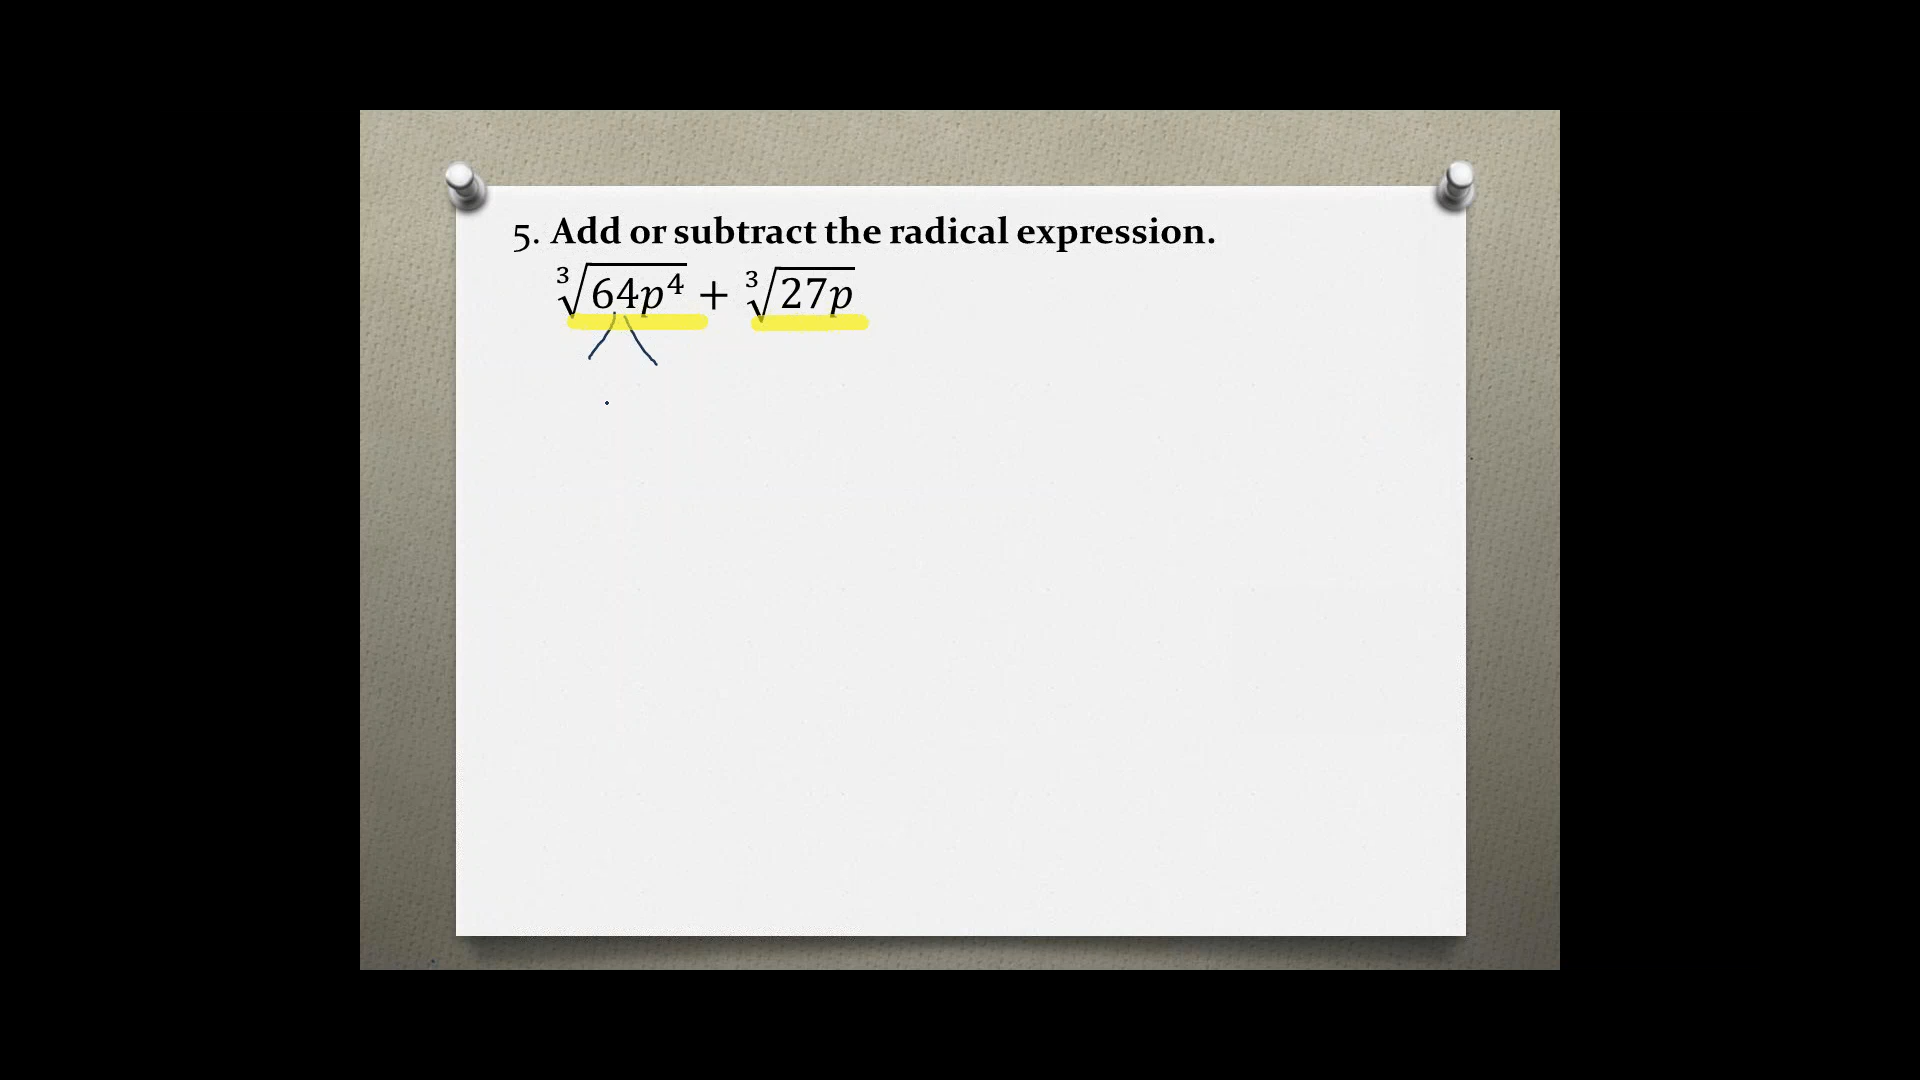 5. Add or subtract the radical expression.
∛64p⁴ + ∛27p